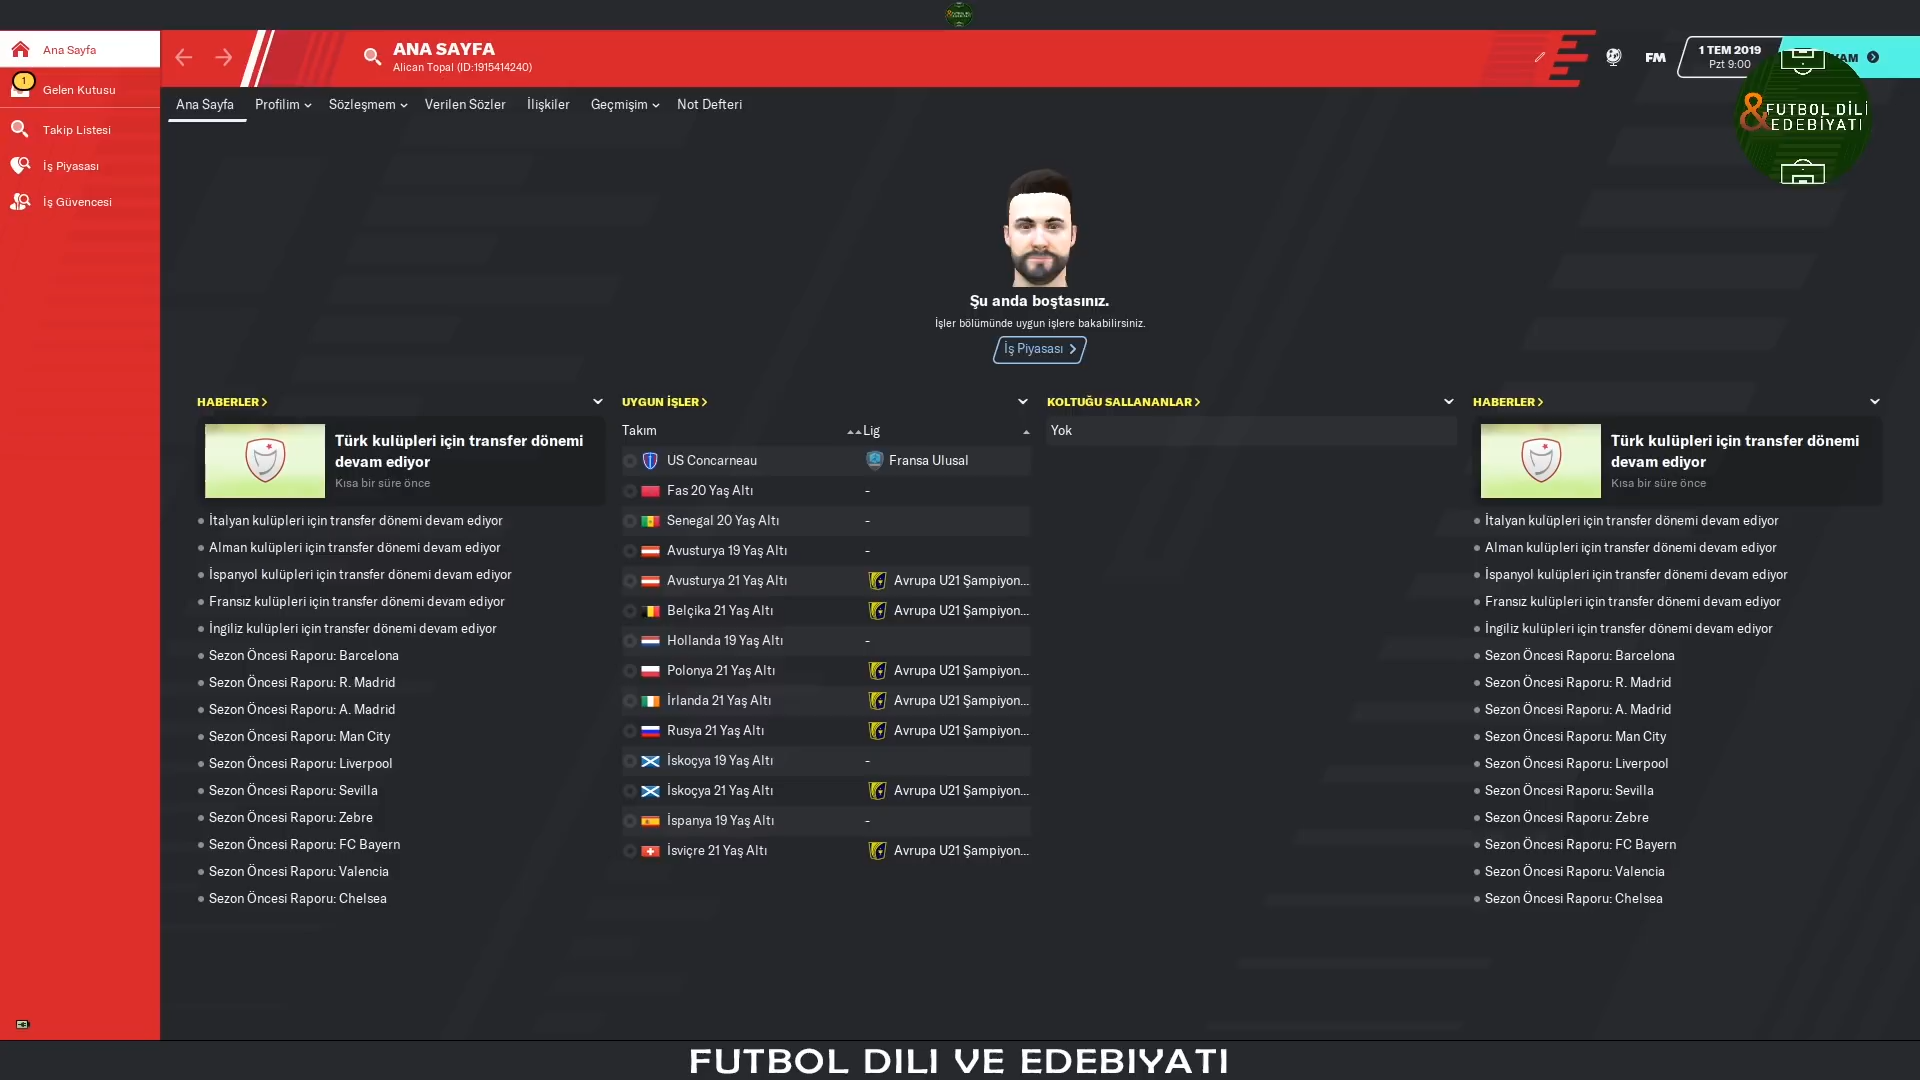 Ana Sayfa
1
Gelen Kutusu
Takip Listesi
İş Piyasası
İş Güvencesi
ANA SAYFA
Alican Topal (ID:1915414240)
FM
1 TEM 2019
Pzt 9:00
&FUTBOL DİLİ
EDEBİYATI
Ana Sayfa Profilim Sözleşmem Verilen Sözler İlişkiler Geçmişim Not Defteri
Şu anda boştasınız.
İşler bölümünde uygun işlere bakabilirsiniz.
İş Piyasası
HABERLER
Türk kulüpleri için transfer dönemi
devam ediyor
Kısa bir süre önce
İtalyan kulüpleri için transfer dönemi devam ediyor
Alman kulüpleri için transfer dönemi devam ediyor
İspanyol kulüpleri için transfer dönemi devam ediyor
Fransız kulüpleri için transfer dönemi devam ediyor
İngiliz kulüpleri için transfer dönemi devam ediyor
Sezon Öncesi Raporu: Barcelona
Sezon Öncesi Raporu: R. Madrid
Sezon Öncesi Raporu: A. Madrid
Sezon Öncesi Raporu: Man City
Sezon Öncesi Raporu: Liverpool
Sezon Öncesi Raporu: Sevilla
Sezon Öncesi Raporu: Zebre
Sezon Öncesi Raporu: FC Bayern
Sezon Öncesi Raporu: Valencia
Sezon Öncesi Raporu: Chelsea
UYGUN İŞLER
Takım Lig
US Concarneau Fransa Ulusal
Fas 20 Yaş Altı -
Senegal 20 Yaş Altı -
Avusturya 19 Yaş Altı -
Avusturya 21 Yaş Altı Avrupa U21 Şampiyon...
Belçika 21 Yaş Altı Avrupa U21 Şampiyon...
Hollanda 19 Yaş Altı -
Polonya 21 Yaş Altı Avrupa U21 Şampiyon...
İrlanda 21 Yaş Altı Avrupa U21 Şampiyon...
Rusya 21 Yaş Altı Avrupa U21 Şampiyon...
İskoçya 19 Yaş Altı -
İskoçya 21 Yaş Altı Avrupa U21 Şampiyon...
İspanya 19 Yaş Altı -
İsviçre 21 Yaş Altı Avrupa U21 Şampiyon...
KOLTUĞU SALLANANLAR
Yok
HABERLER
Türk kulüpleri için transfer dönemi
devam ediyor
Kısa bir süre önce
İtalyan kulüpleri için transfer dönemi devam ediyor
Alman kulüpleri için transfer dönemi devam ediyor
İspanyol kulüpleri için transfer dönemi devam ediyor
Fransız kulüpleri için transfer dönemi devam ediyor
İngiliz kulüpleri için transfer dönemi devam ediyor
Sezon Öncesi Raporu: Barcelona
Sezon Öncesi Raporu: R. Madrid
Sezon Öncesi Raporu: A. Madrid
Sezon Öncesi Raporu: Man City
Sezon Öncesi Raporu: Liverpool
Sezon Öncesi Raporu: Sevilla
Sezon Öncesi Raporu: Zebre
Sezon Öncesi Raporu: FC Bayern
Sezon Öncesi Raporu: Valencia
Sezon Öncesi Raporu: Chelsea
FUTBOL DILI VE EDEBIYATI